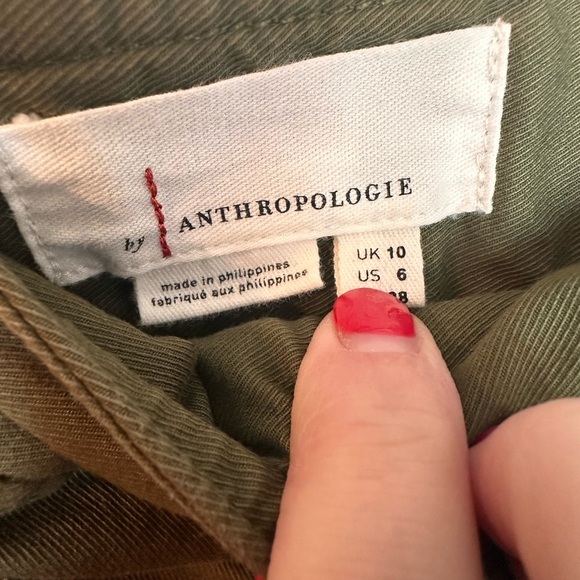 by ANTHROPOLOGIE
made in philippines
fabriqué aux philippines
UK 10
US 6